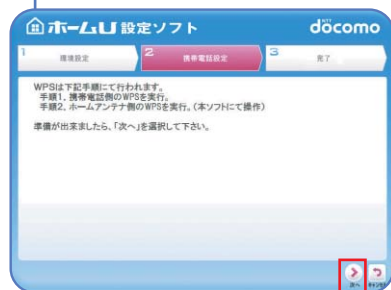 ホームU 設定ソフト
döcomo
1 環境設定
2 携帯電話設定
3 完了
WPSは下記手順にて行われます。
手順1．携帯電話側のWPSを実行。
手順2．ホームアンテナ側のWPSを実行。(本ソフトにて操作)
準備が出来ましたら、「次へ」を選択して下さい。
次へ
キャンセル